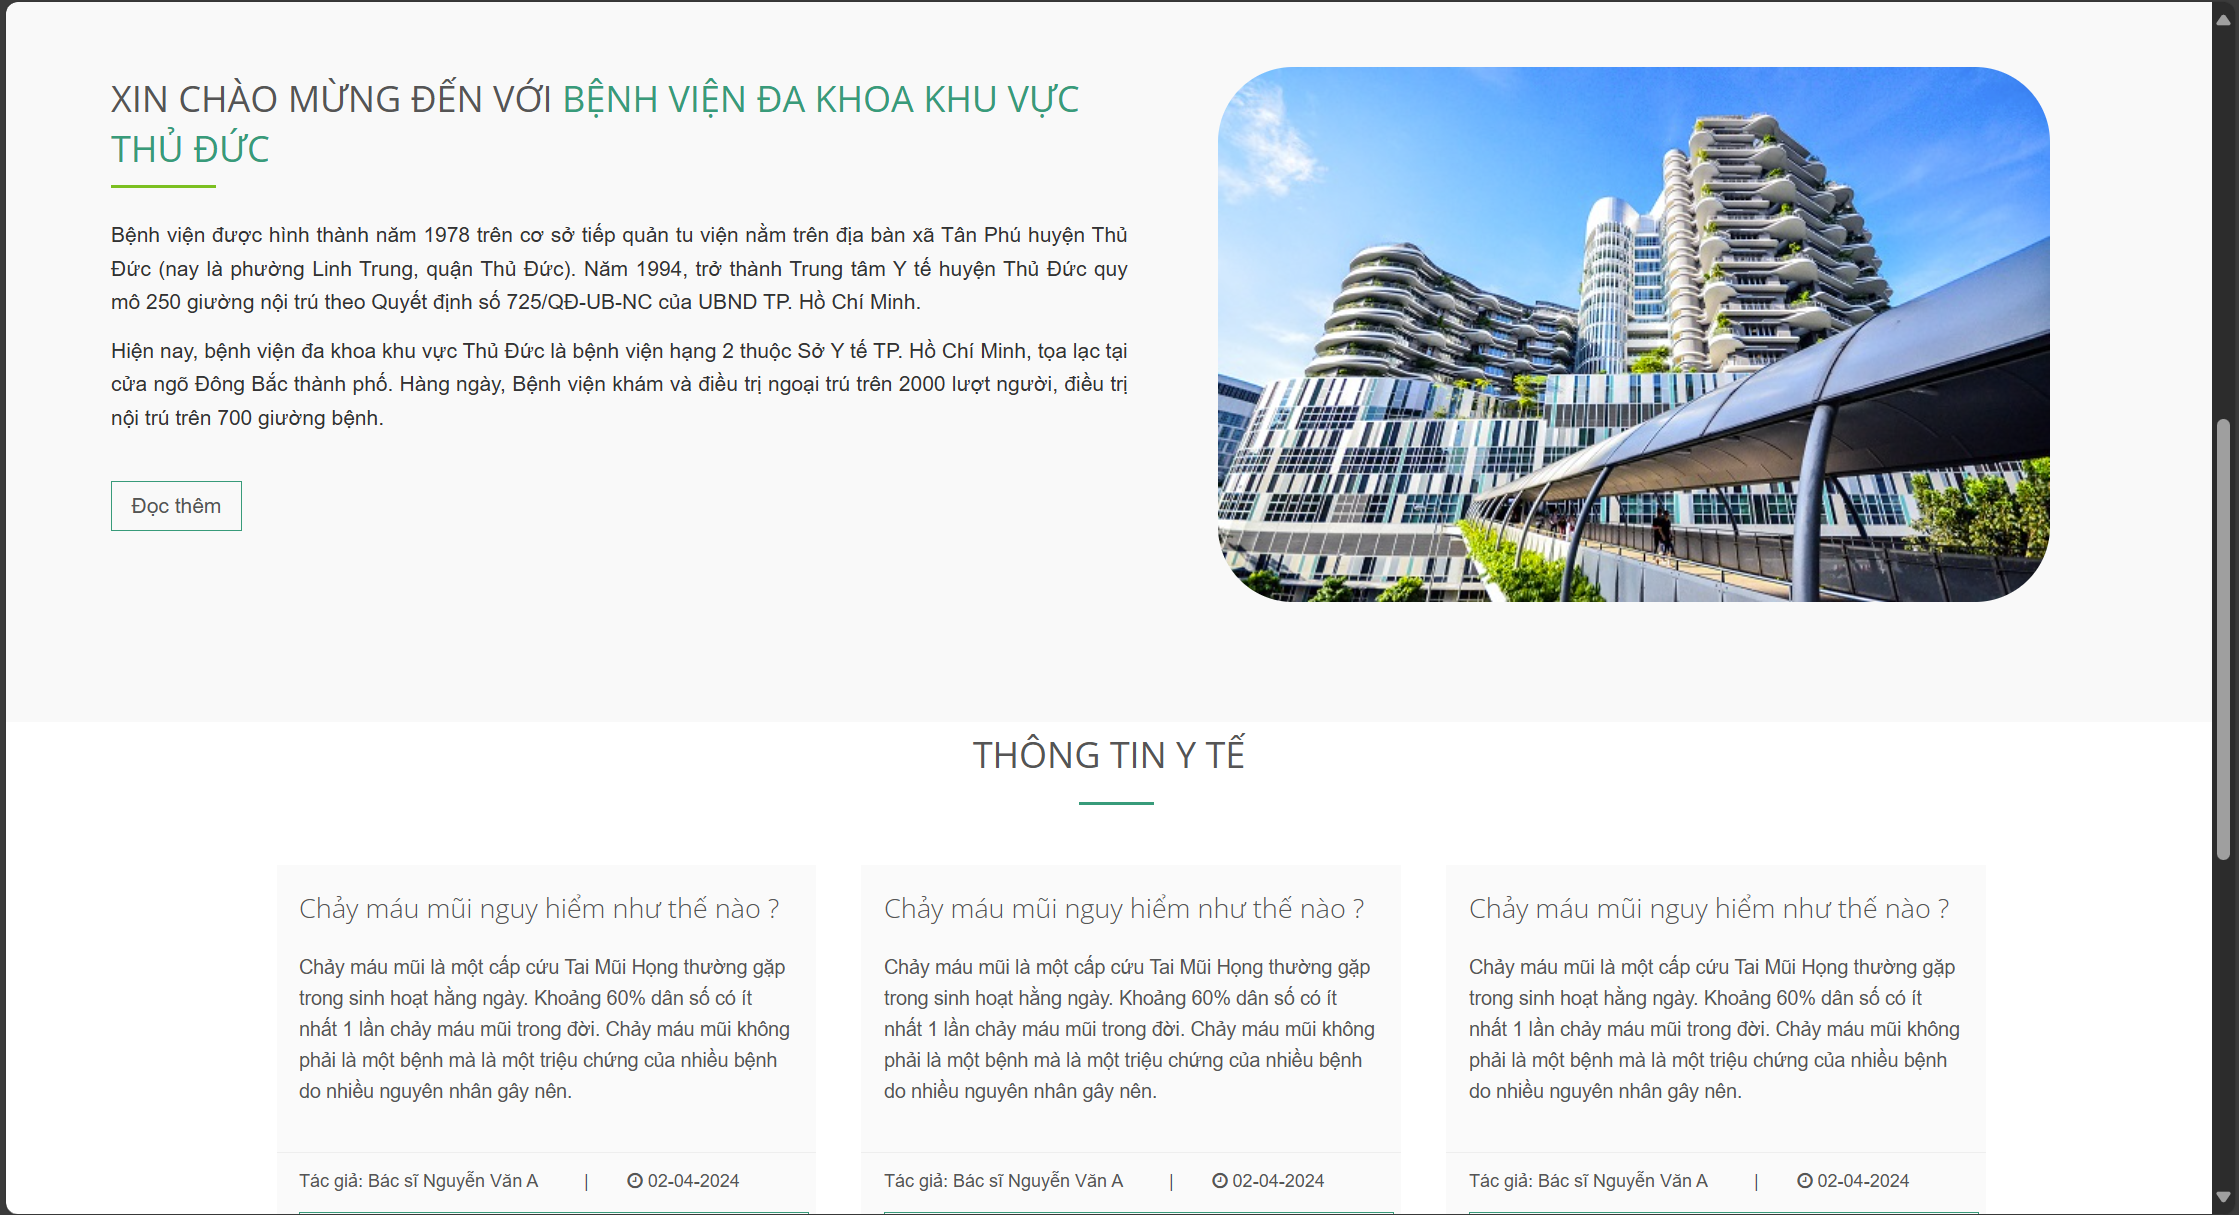 XIN CHÀO MỪNG ĐẾN VỚI BỆNH VIỆN ĐA KHOA KHU VỰC
THỦ ĐỨC
Bệnh viện được hình thành năm 1978 trên cơ sở tiếp quản tu viện nằm trên địa bàn xã Tân Phú huyện Thủ
Đức (nay là phường Linh Trung, quận Thủ Đức). Năm 1994, trở thành Trung tâm Y tế huyện Thủ Đức quy
mô 250 giường nội trú theo Quyết định số 725/QĐ-UB-NC của UBND TP. Hồ Chí Minh.
Hiện nay, bệnh viện đa khoa khu vực Thủ Đức là bệnh viện hạng 2 thuộc Sở Y tế TP. Hồ Chí Minh, tọa lạc tại
cửa ngõ Đông Bắc thành phố. Hàng ngày, Bệnh viện khám và điều trị ngoại trú trên 2000 lượt người, điều trị
nội trú trên 700 giường bệnh.
Đọc thêm
THÔNG TIN Y TẾ
Chảy máu mũi nguy hiểm như thế nào ?
Chảy máu mũi là một cấp cứu Tai Mũi Họng thường gặp
trong sinh hoạt hằng ngày. Khoảng 60% dân số có ít
nhất 1 lần chảy máu mũi trong đời. Chảy máu mũi không
phải là một bệnh mà là một triệu chứng của nhiều bệnh
do nhiều nguyên nhân gây nên.
Tác giả: Bác sĩ Nguyễn Văn A | 02-04-2024
Chảy máu mũi nguy hiểm như thế nào ?
Chảy máu mũi là một cấp cứu Tai Mũi Họng thường gặp
trong sinh hoạt hằng ngày. Khoảng 60% dân số có ít
nhất 1 lần chảy máu mũi trong đời. Chảy máu mũi không
phải là một bệnh mà là một triệu chứng của nhiều bệnh
do nhiều nguyên nhân gây nên.
Tác giả: Bác sĩ Nguyễn Văn A | 02-04-2024
Chảy máu mũi nguy hiểm như thế nào ?
Chảy máu mũi là một cấp cứu Tai Mũi Họng thường gặp
trong sinh hoạt hằng ngày. Khoảng 60% dân số có ít
nhất 1 lần chảy máu mũi trong đời. Chảy máu mũi không
phải là một bệnh mà là một triệu chứng của nhiều bệnh
do nhiều nguyên nhân gây nên.
Tác giả: Bác sĩ Nguyễn Văn A | 02-04-2024